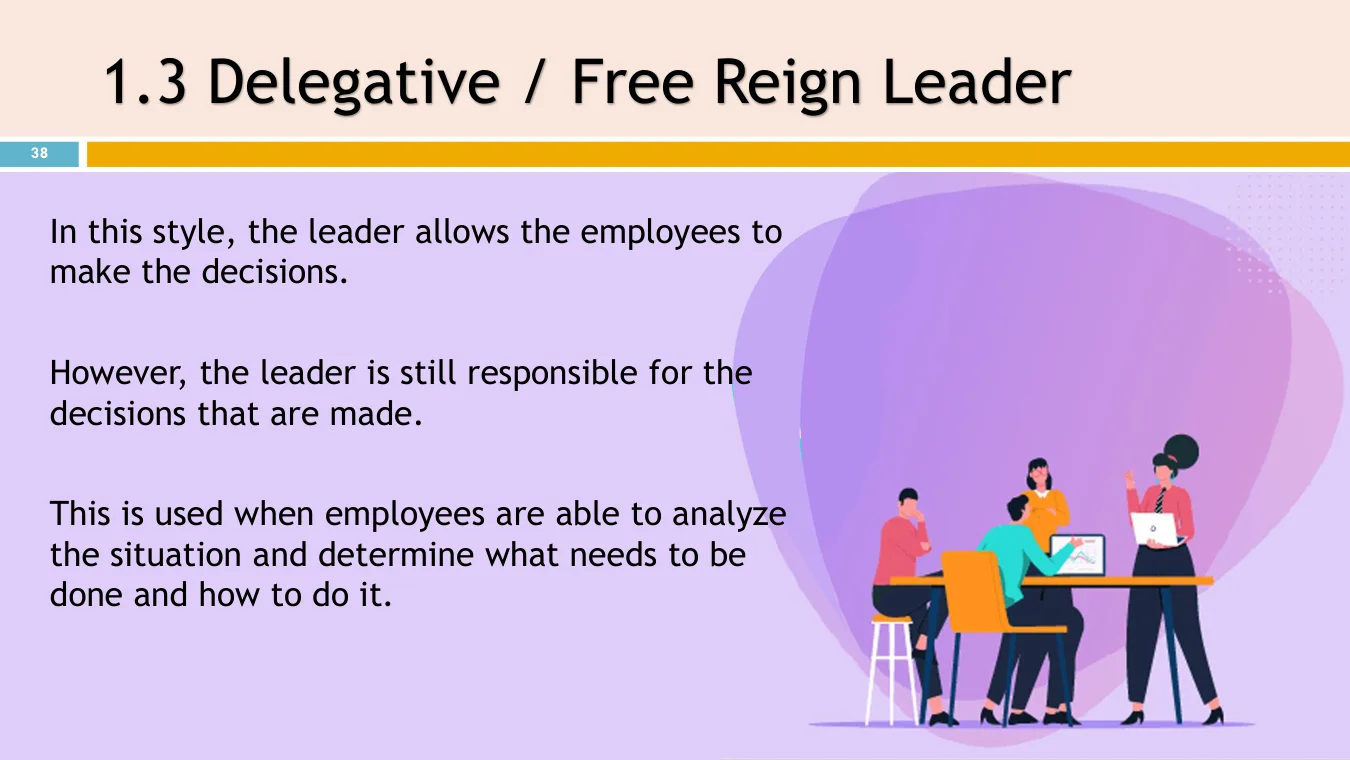 1.3 Delegative / Free Reign Leader
38
In this style, the leader allows the employees to
make the decisions.
However, the leader is still responsible for the
decisions that are made.
This is used when employees are able to analyze
the situation and determine what needs to be
done and how to do it.